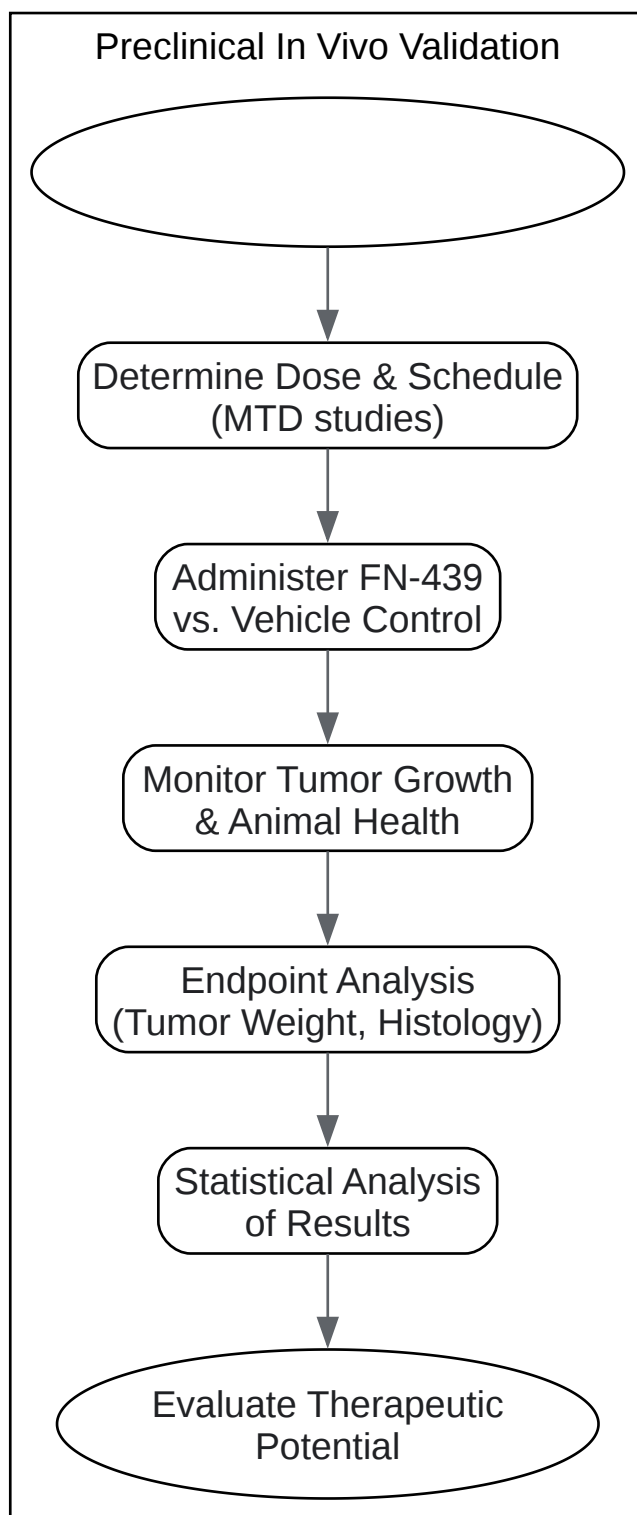 Preclinical In Vivo Validation
Determine Dose & Schedule
(MTD studies)
Administer FN-439
vs. Vehicle Control
Monitor Tumor Growth
& Animal Health
Endpoint Analysis
(Tumor Weight, Histology)
Statistical Analysis
of Results
Evaluate Therapeutic
Potential